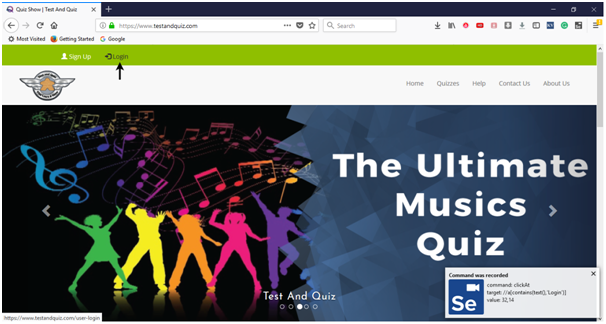 Quiz Show | Test And Quiz
https://www.testandquiz.com
Search
Most Visited
Getting Started
Google
Sign Up
Login
Home
Quizzes
Help
Contact Us
About Us
The Ultimate
Musics
Quiz
Test And Quiz
Command was recorded
command: clickAt
target: //a[contains(text(),'Login')]
value: 32,14
Se
https://www.testandquiz.com/user-login